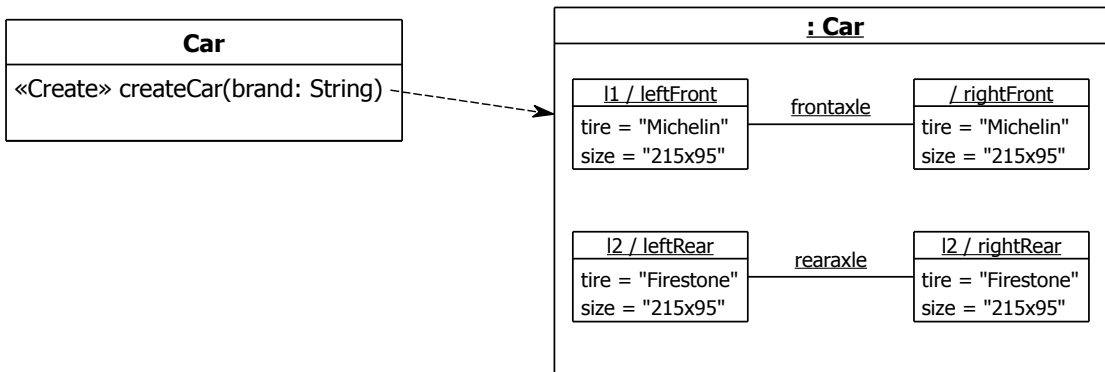 Car
«Create» createCar(brand: String)
: Car
l1 / leftFront
tire = "Michelin"
size = "215x95"
frontaxle
/ rightFront
tire = "Michelin"
size = "215x95"
l2 / leftRear
tire = "Firestone"
size = "215x95"
rearaxle
l2 / rightRear
tire = "Firestone"
size = "215x95"